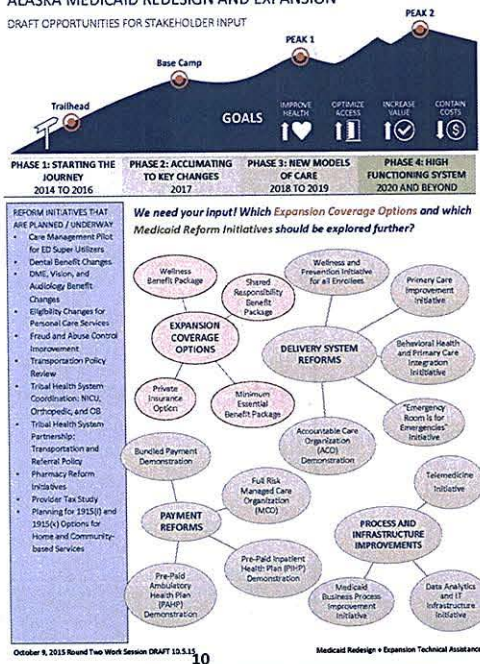 ALASKA MEDICAID REDESIGN AND EXPANSION
DRAFT OPPORTUNITIES FOR STAKEHOLDER INPUT
PEAK 2
PEAK 1
Base Camp
Trailhead
GOALS
IMPROVE
HEALTH
OPTIMIZE
ACCESS
INCREASE
VALUE
CONTAIN
COSTS
PHASE 1: STARTING THE
JOURNEY
2014 TO 2016
PHASE 2: ACCLIMATING
TO KEY CHANGES
2017
PHASE 3: NEW MODELS
OF CARE
2018 TO 2019
PHASE 4: HIGH
FUNCTIONING SYSTEM
2020 AND BEYOND
REFORM INITIATIVES THAT
ARE PLANNED / UNDERWAY
• Care Management Pilot
for ED Super Utilizers
• Dental Benefit Changes
• DME, Vision, and
Audiology Benefit
Changes
• Eligibility Changes for
Personal Care Services
• Fraud and Abuse Control
Improvement
• Transportation Policy
Review
• Tribal Health System
Coordination: NICU,
Orthopedic, and OB
• Tribal Health System
Partnership:
Transportation and
Referral Policy
• Pharmacy Reform
Initiatives
• Provider Tax Study
• Planning for 1915(i) and
1915(k) Options for
Home and Community-
based Services
We need your input! Which Expansion Coverage Options and which
Medicaid Reform Initiatives should be explored further?
Wellness
Benefit Package
Shared
Responsibility
Benefit
Package
EXPANSION
COVERAGE
OPTIONS
Private
Insurance
Option
Minimum
Essential
Benefit Package
Wellness and
Prevention Initiative
for all Enrollees
Primary Care
Improvement
Initiative
DELIVERY SYSTEM
REFORMS
Behavioral Health
and Primary Care
Integration
Initiative
"Emergency
Room is for
Emergencies"
Initiative
Accountable Care
Organization
(ACO)
Demonstration
Bundled Payment
Demonstration
Full Risk
Managed Care
Organization
(MCO)
PAYMENT
REFORMS
Pre-Paid Inpatient
Health Plan (PIHP)
Demonstration
Pre-Paid
Ambulatory
Health Plan
(PAHP)
Demonstration
Telemedicine
Initiative
PROCESS AND
INFRASTRUCTURE
IMPROVEMENTS
Medicaid
Business Process
Improvement
Initiative
Data Analytics
and IT
Infrastructure
Initiative
October 9, 2015 Round Two Work Session DRAFT 10.5.15
10
Medicaid Redesign + Expansion Technical Assistance